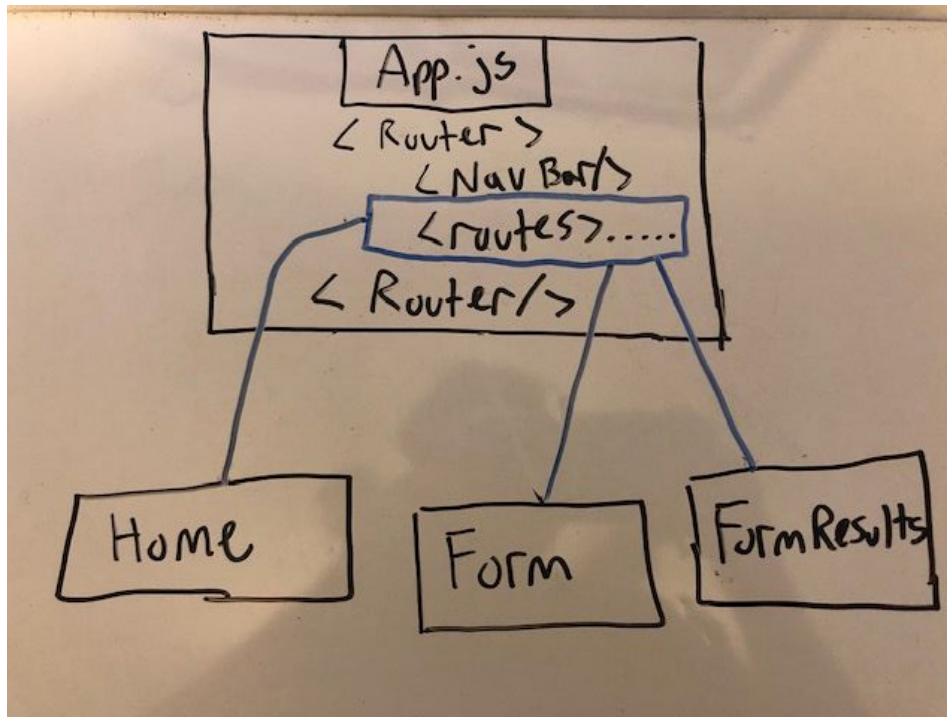 App.js
< Router >
< Nav Bar/>
<routes>.....
< Router/>
Home
Form
FormResults